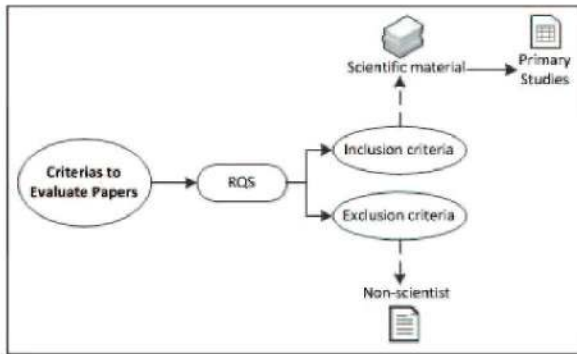 Scientific material
Primary
Studies
Criterias to
Evaluate Papers
RQS
Inclusion criteria
Exclusion criteria
Non-scientist